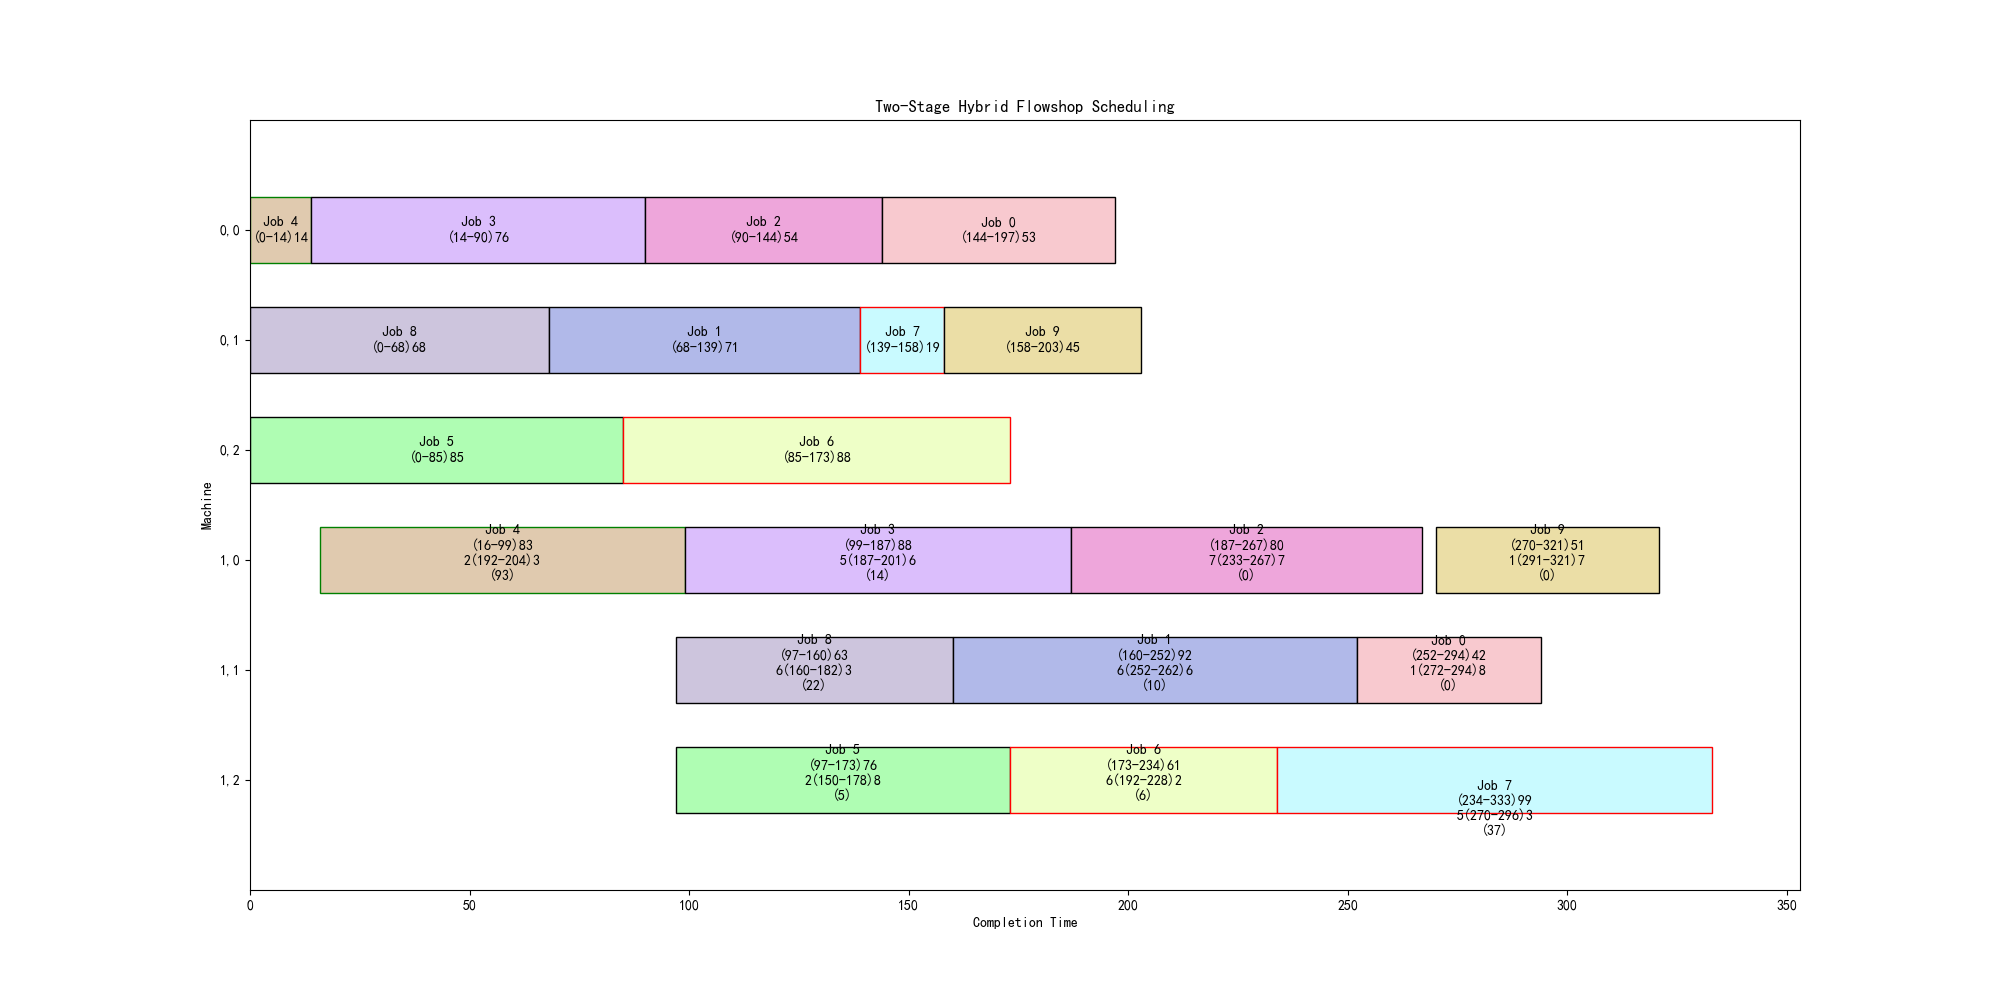 Two-Stage Hybrid Flowshop Scheduling
0,0
Job 4
(0-14)14
Job 3
(14-90)76
Job 2
(90-144)54
Job 0
(144-197)53
0,1
Job 8
(0-68)68
Job 1
(68-139)71
Job 7
(139-158)19
Job 9
(158-203)45
0,2
Job 5
(0-85)85
Job 6
(85-173)88
Machine
1,0
Job 4
(16-99)83
2(192-204)3
(93)
Job 3
(99-187)88
5(187-201)6
(14)
Job 2
(187-267)80
7(233-267)7
(0)
Job 9
(270-321)51
1(291-321)7
(0)
1,1
Job 8
(97-160)63
6(160-182)3
(22)
Job 1
(160-252)92
6(252-262)6
(10)
Job 0
(252-294)42
1(272-294)8
(0)
1,2
Job 5
(97-173)76
2(150-178)8
(5)
Job 6
(173-234)61
6(192-228)2
(6)
Job 7
(234-333)99
5(270-296)3
(37)
0 50 100 150 200 250 300 350
Completion Time